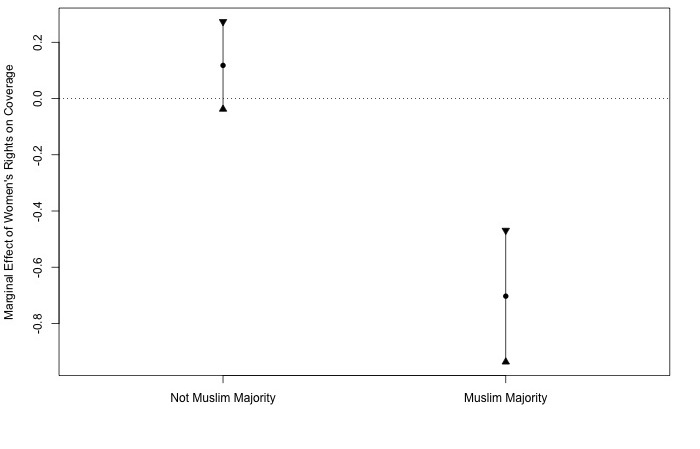 Marginal Effect of Women's Rights on Coverage
0.2
0.0
-0.2
-0.4
-0.6
-0.8
Not Muslim Majority
Muslim Majority